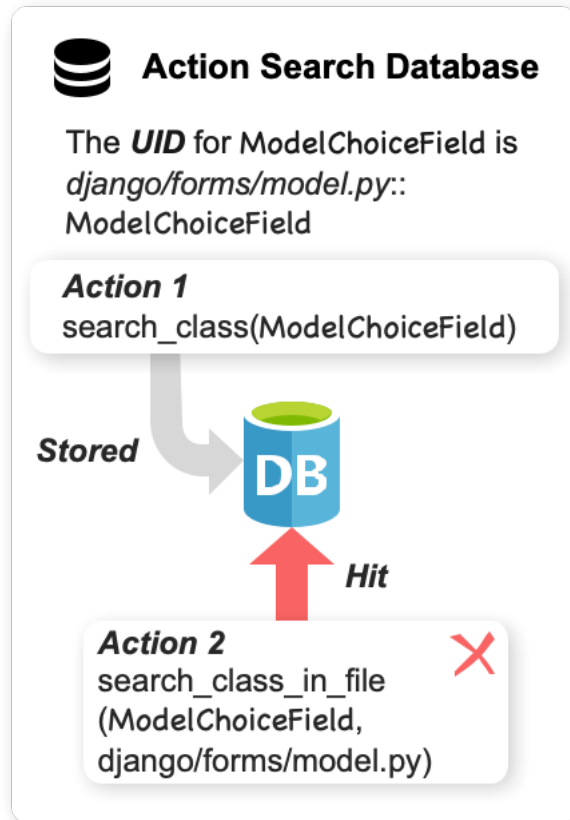 Action Search Database
The UID for ModelChoiceField is
django/forms/model.py::
ModelChoiceField
Action 1
search_class(ModelChoiceField)
Stored
DB
Hit
Action 2
search_class_in_file
(ModelChoiceField,
django/forms/model.py)